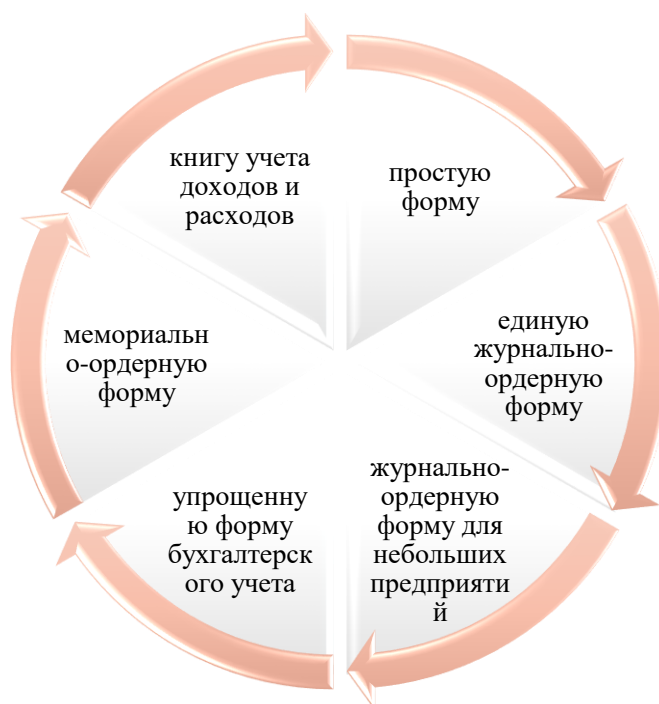 книгу учета
доходов и
расходов
простую
форму
единую
журнально-
ордерную
форму
журнально-
ордерную
форму для
небольших
предприяти
й
упрощенну
ю форму
бухгалтерск
ого учета
мемориальн
о-ордерную
форму